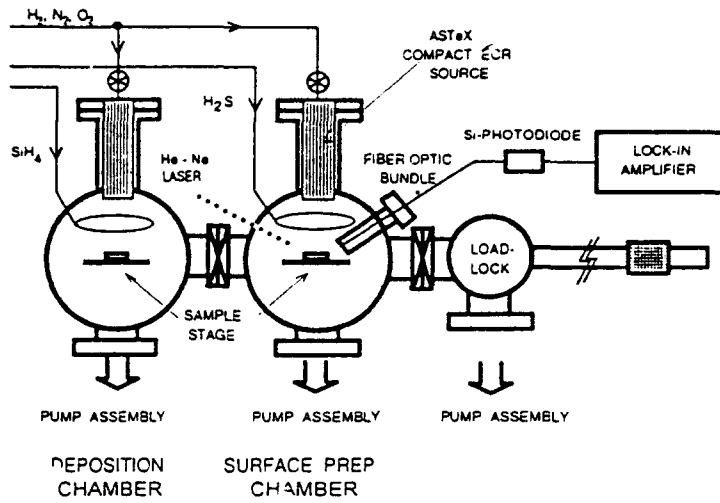 H2, N2, O2
ASTeX
COMPACT ECR
SOURCE
H2S
SiH4
He - Ne
LASER
FIBER OPTIC
BUNDLE
Si-PHOTODIODE
LOCK-IN
AMPLIFIER
LOAD-
LOCK
SAMPLE
STAGE
PUMP ASSEMBLY
PUMP ASSEMBLY
PUMP ASSEMBLY
DEPOSITION
CHAMBER
SURFACE PREP
CHAMBER